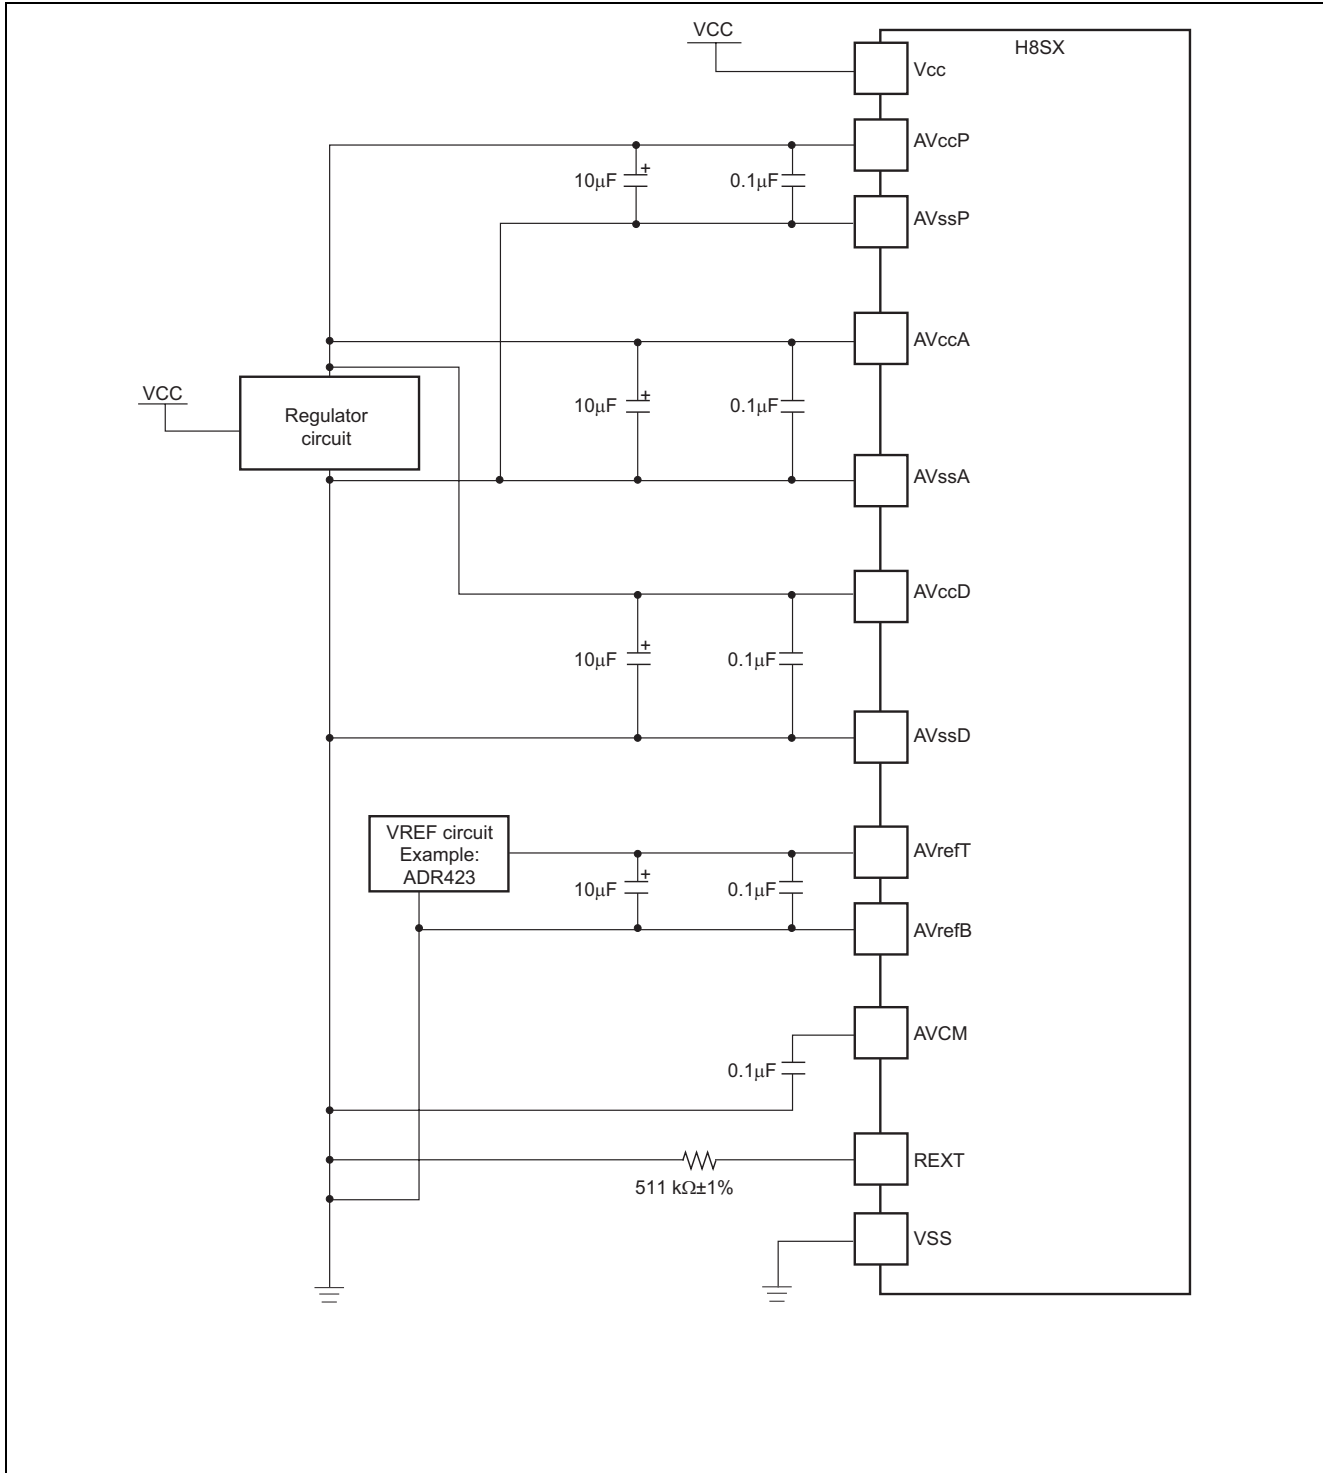 VCC
H8SX
Vcc
AVccP
10μF
+
0.1μF
AVssP
AVccA
VCC
Regulator
circuit
10μF
+
0.1μF
AVssA
AVccD
10μF
+
0.1μF
AVssD
VREF circuit
Example:
ADR423
10μF
+
0.1μF
AVrefT
AVrefB
AVCM
0.1μF
REXT
511 kΩ±1%
VSS